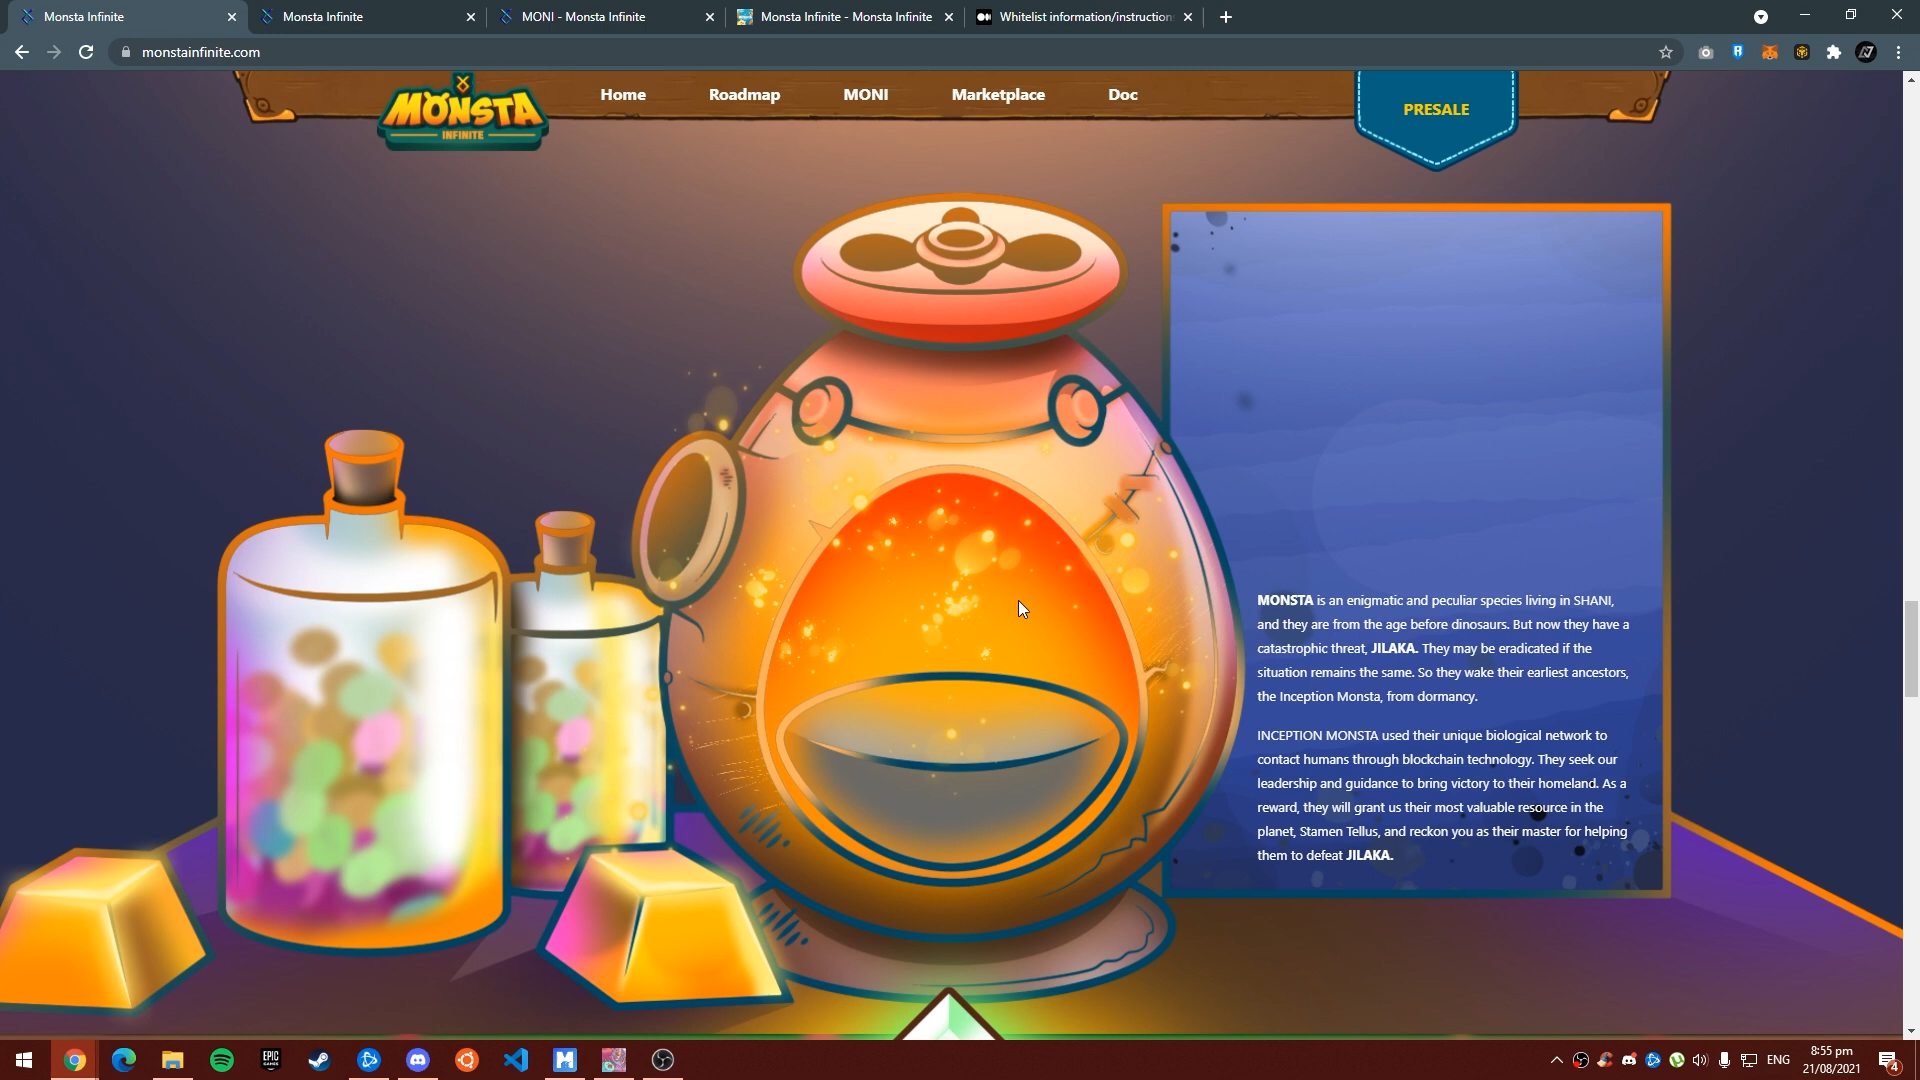 Monsta Infinite
Monsta Infinite
MONI - Monsta Infinite
Monsta Infinite - Monsta Infinite
Whitelist information/instruction
monstainfinite.com
MONSTA
INFINITE
Home
Roadmap
MONI
Marketplace
Doc
PRESALE
MONSTA is an enigmatic and peculiar species living in SHANI,
and they are from the age before dinosaurs. But now they have a
catastrophic threat, JILAKA. They may be eradicated if the
situation remains the same. So they wake their earliest ancestors,
the Inception Monsta, from dormancy.
INCEPTION MONSTA used their unique biological network to
contact humans through blockchain technology. They seek our
leadership and guidance to bring victory to their homeland. As a
reward, they will grant us their most valuable resource in the
planet, Stamen Tellus, and reckon you as their master for helping
them to defeat JILAKA.
EPIC
GAMES
ENG
8:55 pm
21/08/2021
4